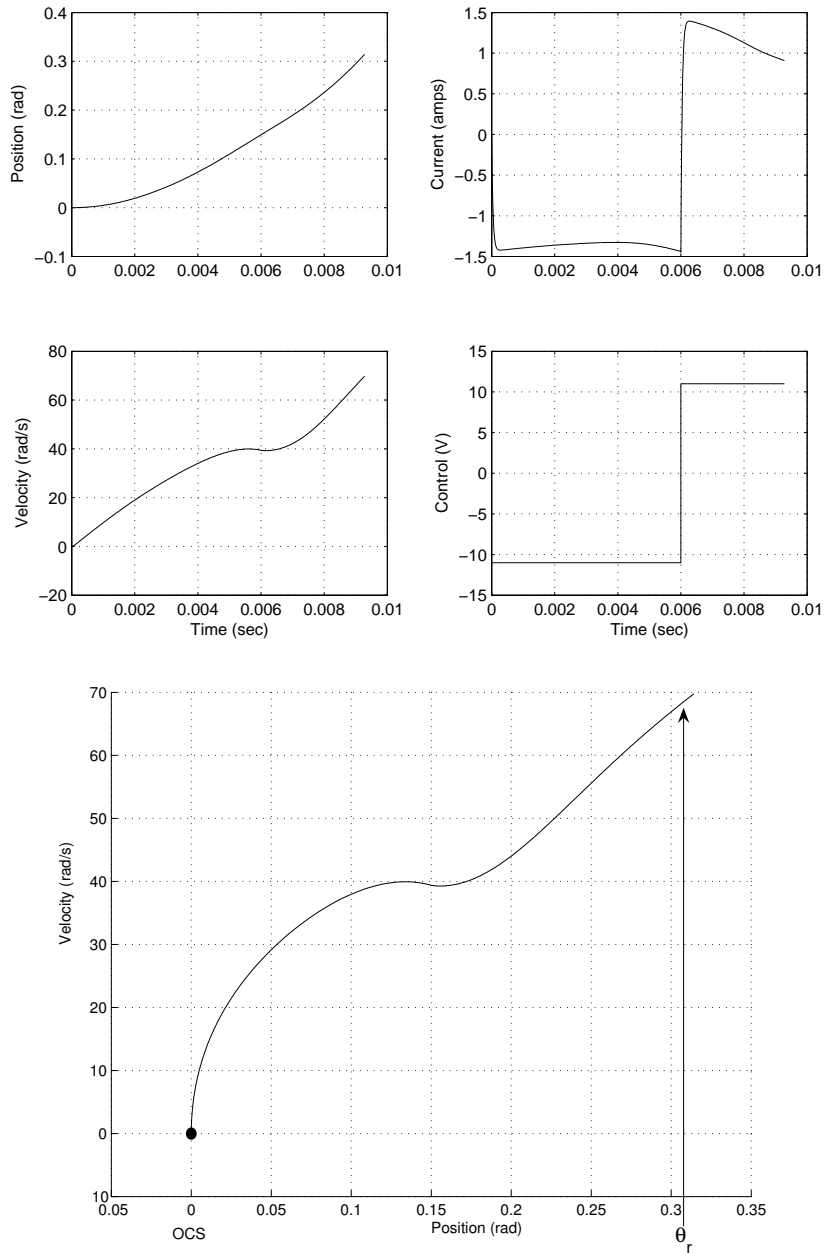 0.4
0.3
0.2
0.1
0
−0.1
Position (rad)
0 0.002 0.004 0.006 0.008 0.01
1.5
1
0.5
0
−0.5
−1
−1.5
Current (amps)
0 0.002 0.004 0.006 0.008 0.01
80
60
40
20
0
−20
Velocity (rad/s)
0 0.002 0.004 0.006 0.008 0.01
Time (sec)
15
10
5
0
−5
−10
−15
Control (V)
0 0.002 0.004 0.006 0.008 0.01
Time (sec)
70
60
50
40
30
20
10
0
10
Velocity (rad/s)
0.05 0 0.05 0.1 0.15 0.2 0.25 0.3 0.35
OCS
Position (rad)
θr